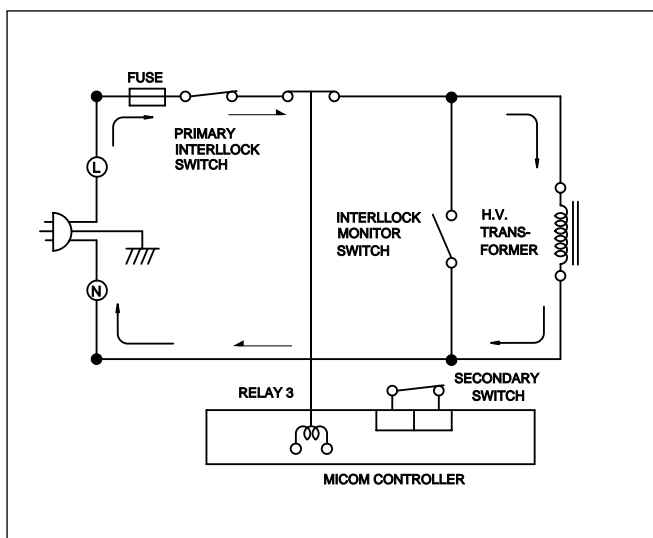 FUSE
PRIMARY
INTERLLOCK
SWITCH
L
INTERLLOCK
MONITOR
SWITCH
H.V.
TRANS-
FORMER
N
RELAY 3
SECONDARY
SWITCH
MICOM CONTROLLER